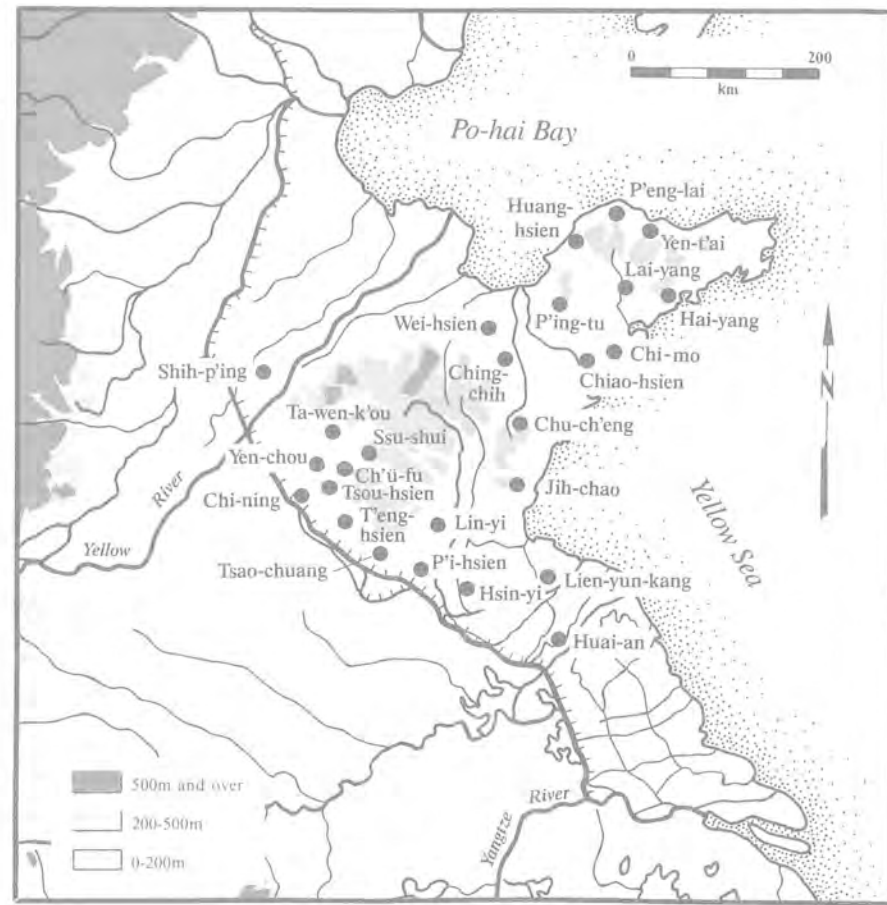 0
200
km
Po-hai Bay
P'eng-lai
Huang-
hsien
Yen-t'ai
Lai-yang
Wei-hsien
P'ing-tu
Hai-yang
Chi-mo
Shih-p'ing
Ching-
chih
Chiao-hsien
N
Ta-wen-k'ou
Ssu-shui
Chu-ch'eng
Yen-chou
Ch'ü-fu
Chi-ning
Tsou-hsien
Jih-chao
River
T'eng-
hsien
Lin-yi
Yellow
Yellow Sea
Tsao-chuang
P'i-hsien
Lien-yun-kang
Hsin-yi
Huai-an
500m and over
200-500m
0-200m
River
Yangtze